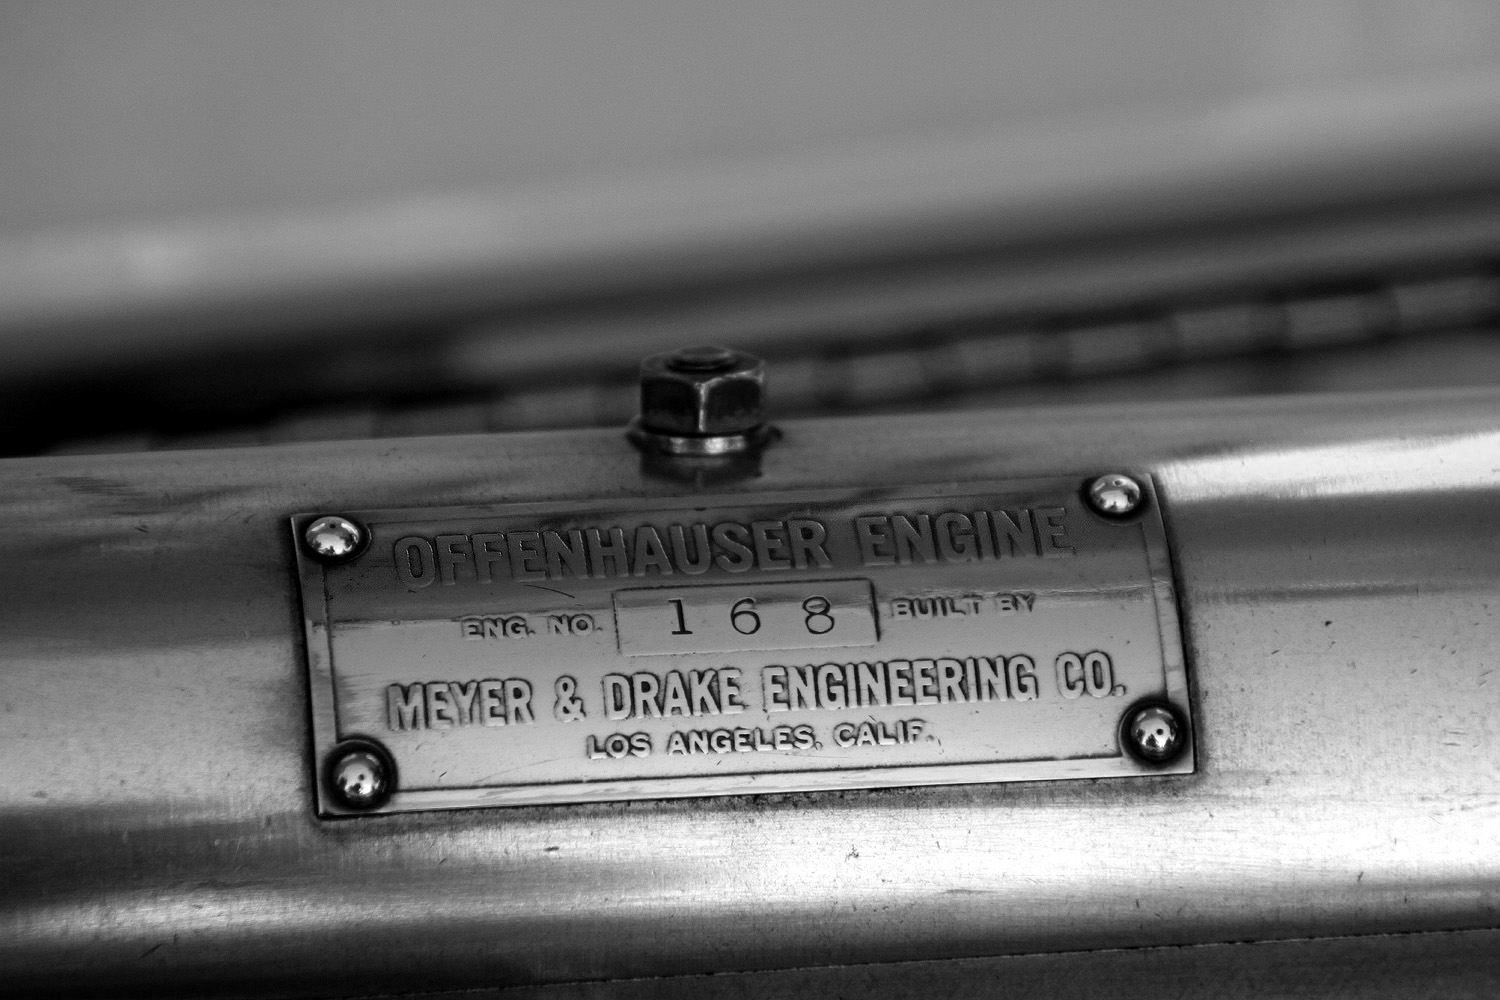 OFFENHAUSER ENGINE
ENG. NO. 168 BUILT BY
MEYER & DRAKE ENGINEERING CO.
LOS ANGELES, CALIF.